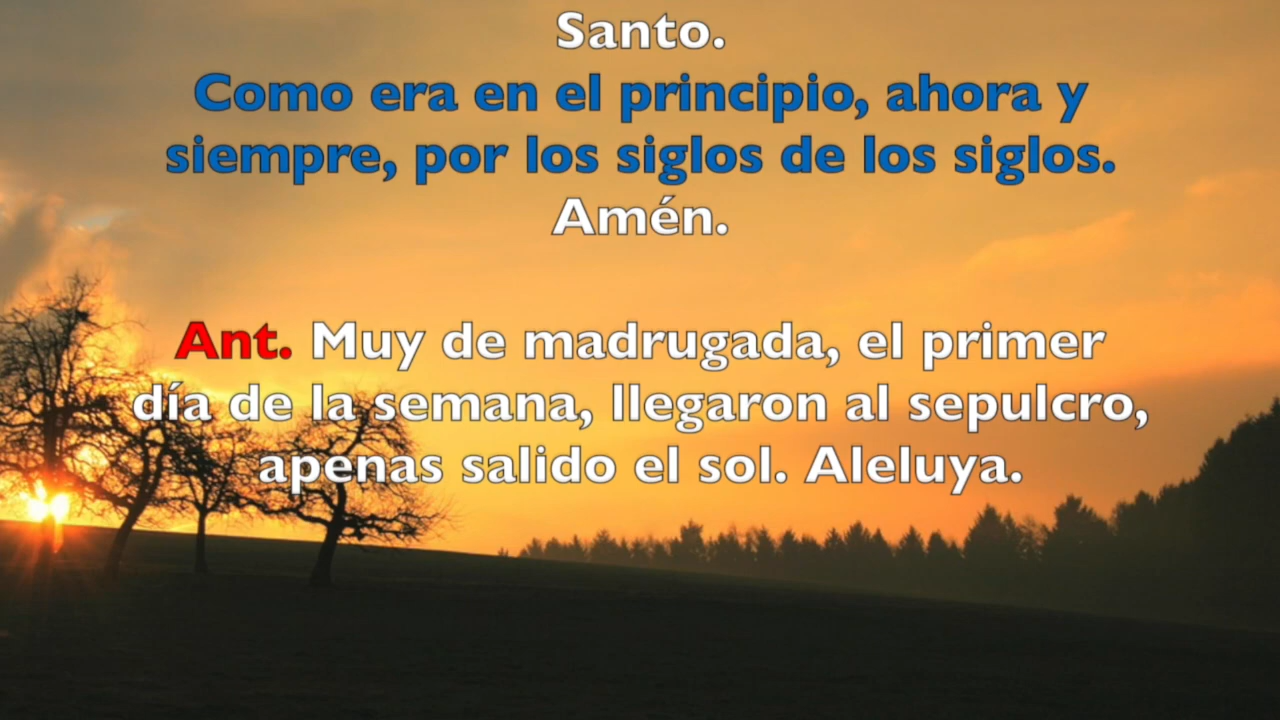 Santo.
Como era en el principio, ahora y
siempre, por los siglos de los siglos.
Amén.
Ant. Muy de madrugada, el primer
día de la semana, llegaron al sepulcro,
apenas salido el sol. Aleluya.